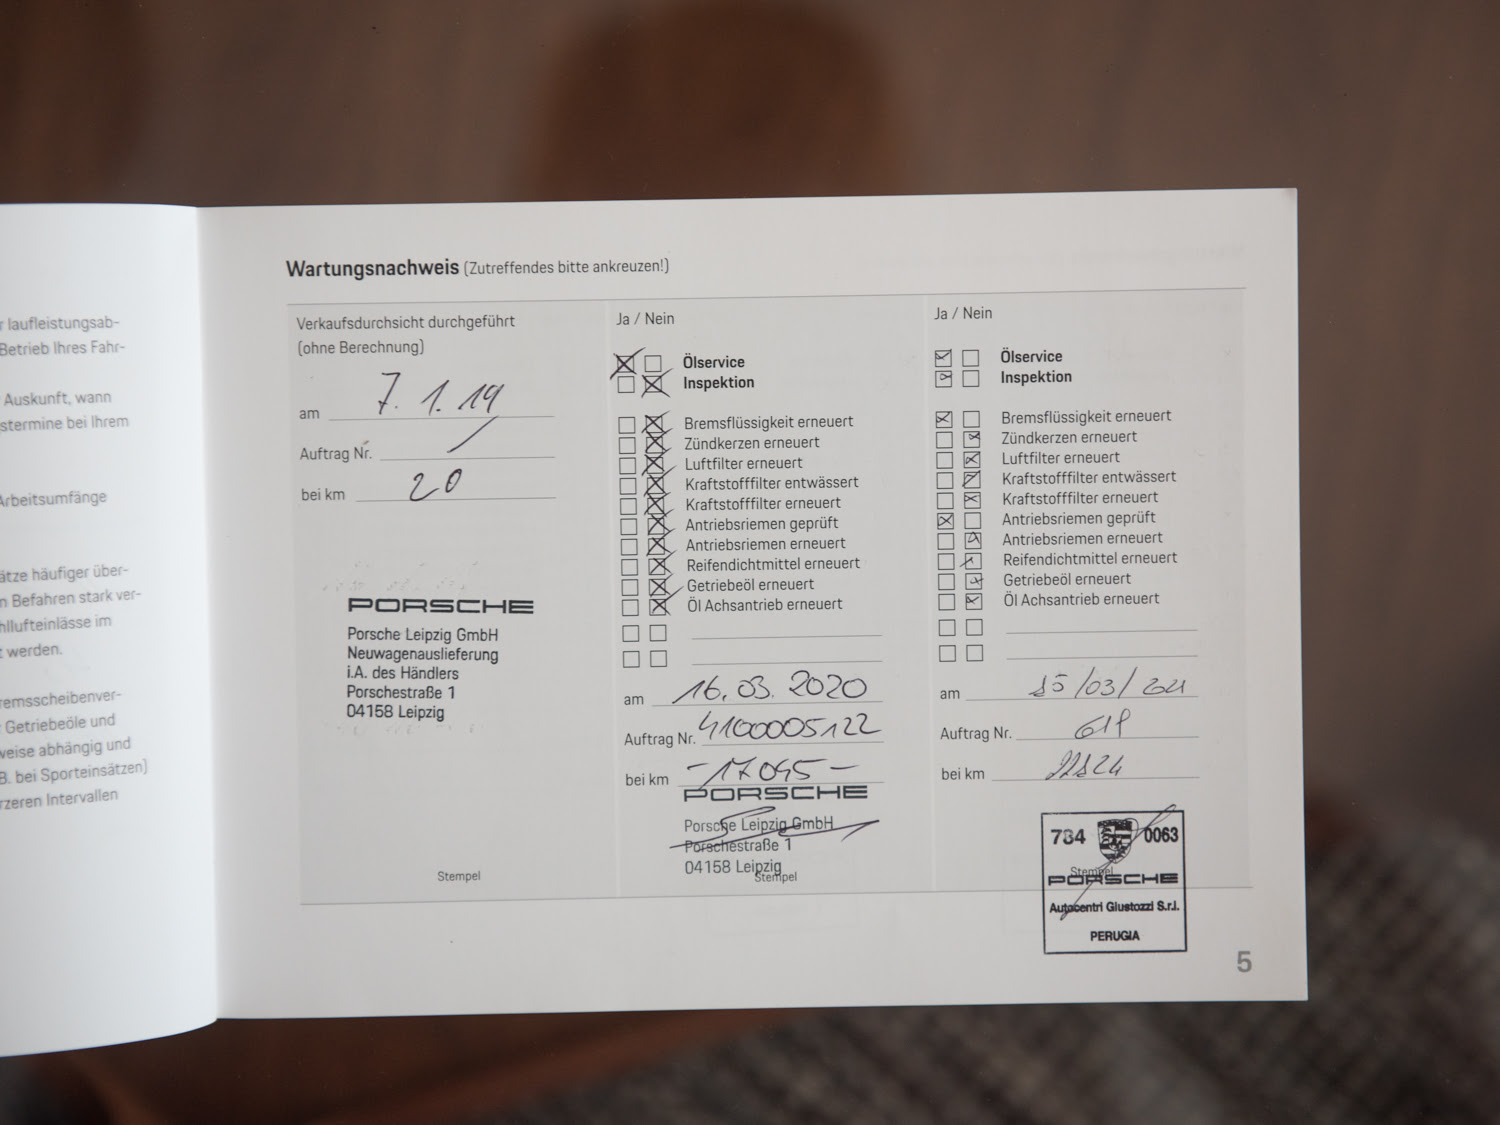 r laufleistungsab-
Betrieb Ihres Fahr-
Auskunft, wann
stermine bei Ihrem
Arbeitsumfänge
ätze häufiger über-
n Befahren stark ver-
hllufteinlässe im
t werden.
remsscheibenver-
r Getriebeöle und
weise abhängig und
B. bei Sporteinsätzen)
rzeren Intervallen
Wartungsnachweis (Zutreffendes bitte ankreuzen!)
Verkaufsdurchsicht durchgeführt
(ohne Berechnung)
am 7. 1. 19
Auftrag Nr. /
bei km 20
PORSCHE
Porsche Leipzig GmbH
Neuwagenauslieferung
i.A. des Händlers
Porschestraße 1
04158 Leipzig
Stempel
Ja / Nein
Ölservice
Inspektion
Bremsflüssigkeit erneuert
Zündkerzen erneuert
Luftfilter erneuert
Kraftstofffilter entwässert
Kraftstofffilter erneuert
Antriebsriemen geprüft
Antriebsriemen erneuert
Reifendichtmittel erneuert
Getriebeöl erneuert
Öl Achsantrieb erneuert
am 16.03.2020
Auftrag Nr. 4100005122
bei km -17045-
PORSCHE
Porsche Leipzig GmbH
Porschestraße 1
04158 Leipzig
Stempel
Ja / Nein
Ölservice
Inspektion
Bremsflüssigkeit erneuert
Zündkerzen erneuert
Luftfilter erneuert
Kraftstofffilter entwässert
Kraftstofffilter erneuert
Antriebsriemen geprüft
Antriebsriemen erneuert
Reifendichtmittel erneuert
Getriebeöl erneuert
Öl Achsantrieb erneuert
am 15/03/2021
Auftrag Nr.
bei km
784 0063
Stempel
PORSCHE
Autocentri Giustozzi S.r.l.
PERUGIA
5